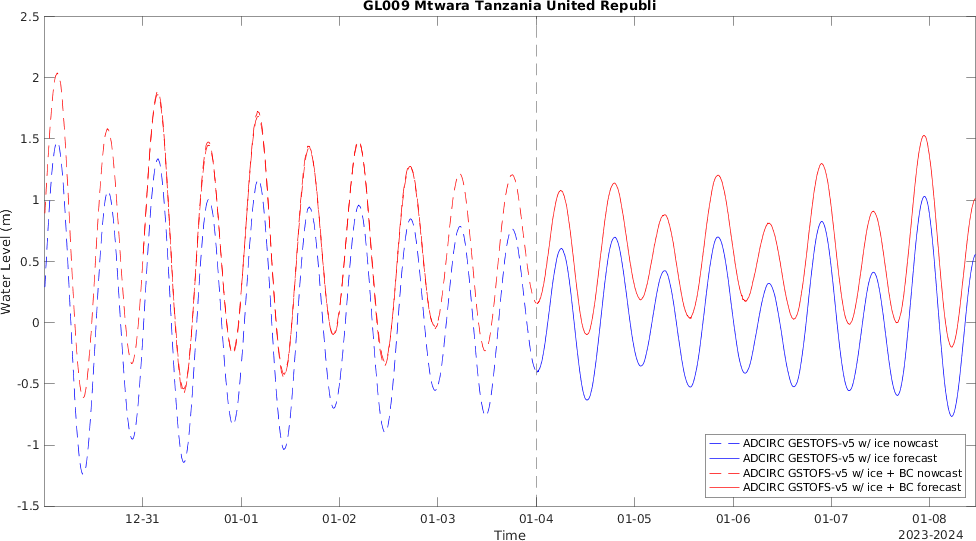 GL009 Mtwara Tanzania United Republi
2.5
2
1.5
1
0.5
0
-0.5
-1
-1.5
Water Level (m)
12-31
01-01
01-02
01-03
01-04
01-05
01-06
01-07
01-08
Time
2023-2024
ADCIRC GESTOFS-v5 w/ ice nowcast
ADCIRC GESTOFS-v5 w/ ice forecast
ADCIRC GSTOFS-v5 w/ ice + BC nowcast
ADCIRC GSTOFS-v5 w/ ice + BC forecast